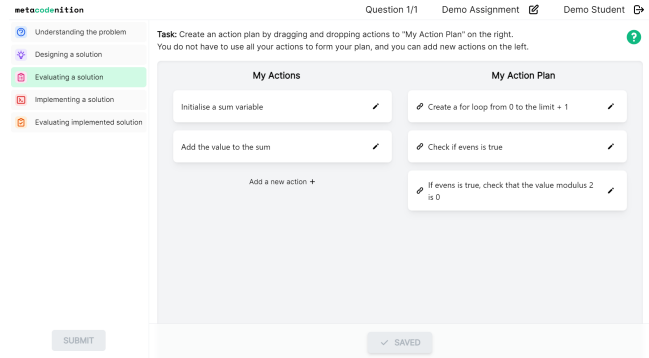 metacodenition
Question 1/1
Demo Assignment
Demo Student
Understanding the problem
Designing a solution
Evaluating a solution
Implementing a solution
Evaluating implemented solution
SUBMIT
Task: Create an action plan by dragging and dropping actions to "My Action Plan" on the right.
You do not have to use all your actions to form your plan, and you can add new actions on the left.
?
My Actions
Initialise a sum variable
Add the value to the sum
Add a new action +
My Action Plan
Create a for loop from 0 to the limit + 1
Check if evens is true
If evens is true, check that the value modulus 2
is 0
SAVED